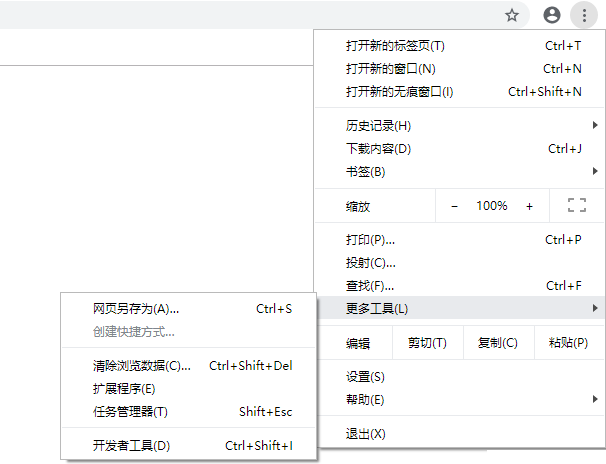 打开新的标签页(T) Ctrl+T
打开新的窗口(N) Ctrl+N
打开新的无痕窗口(I) Ctrl+Shift+N
历史记录(H)
下载内容(D) Ctrl+J
书签(B)
缩放 - 100% +
打印(P)... Ctrl+P
投射(C)...
查找(F)... Ctrl+F
更多工具(L)
编辑 剪切(T) 复制(C) 粘贴(P)
设置(S)
帮助(E)
退出(X)
网页另存为(A)... Ctrl+S
创建快捷方式...
清除浏览数据(C)... Ctrl+Shift+Del
扩展程序(E)
任务管理器(T) Shift+Esc
开发者工具(D) Ctrl+Shift+I